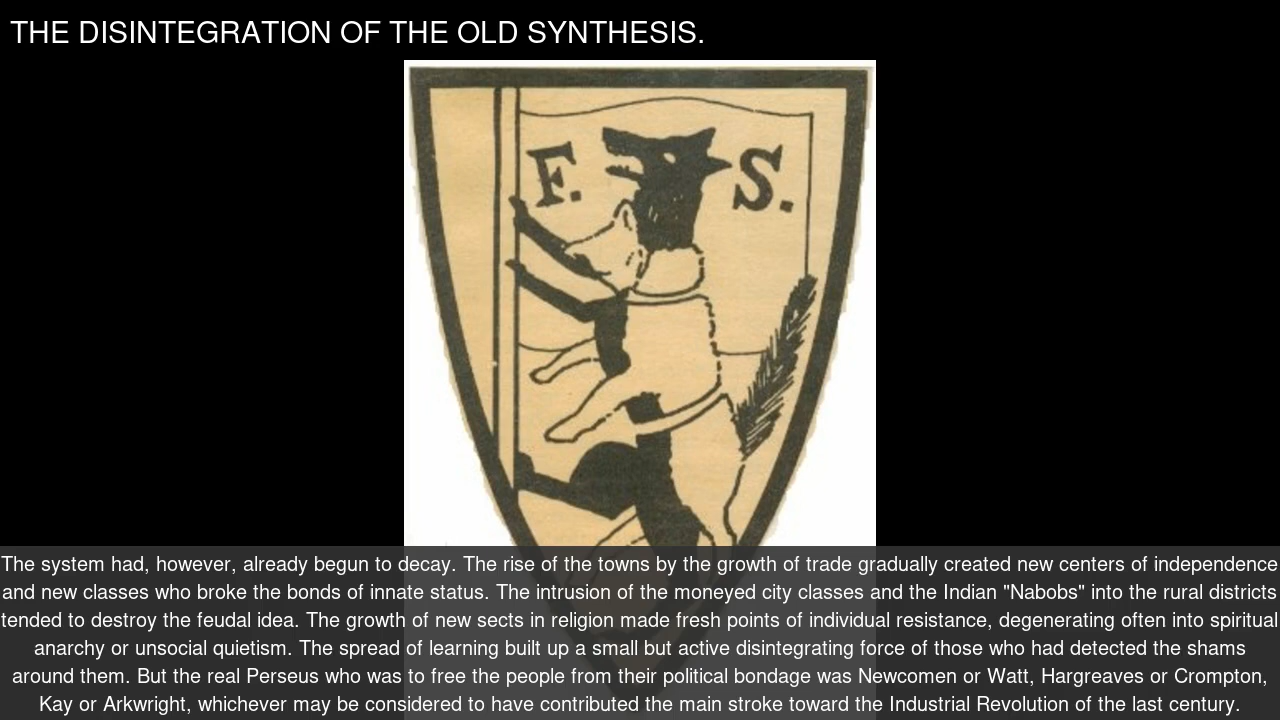 THE DISINTEGRATION OF THE OLD SYNTHESIS.
F. S.
The system had, however, already begun to decay. The rise of the towns by the growth of trade gradually created new centers of independence
and new classes who broke the bonds of innate status. The intrusion of the moneyed city classes and the Indian "Nabobs" into the rural districts
tended to destroy the feudal idea. The growth of new sects in religion made fresh points of individual resistance, degenerating often into spiritual
anarchy or unsocial quietism. The spread of learning built up a small but active disintegrating force of those who had detected the shams
around them. But the real Perseus who was to free the people from their political bondage was Newcomen or Watt, Hargreaves or Crompton,
Kay or Arkwright, whichever may be considered to have contributed the main stroke toward the Industrial Revolution of the last century.